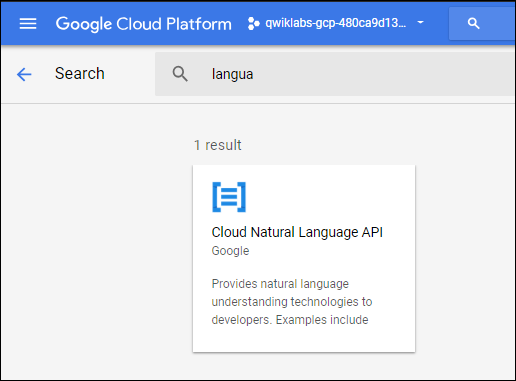 Google Cloud Platform qwiklabs-gcp-480ca9d13...
Search langua
1 result
Cloud Natural Language API
Google
Provides natural language
understanding technologies to
developers. Examples include